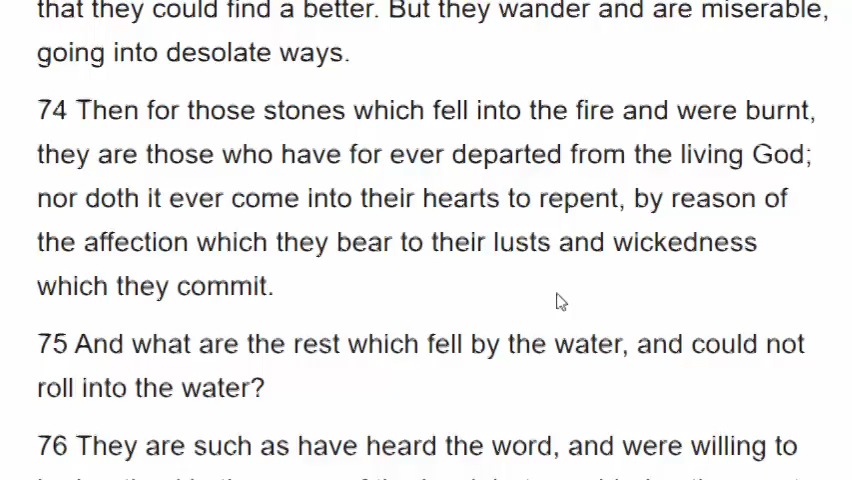 that they could find a better. But they wander and are miserable,
going into desolate ways.
74 Then for those stones which fell into the fire and were burnt,
they are those who have for ever departed from the living God;
nor doth it ever come into their hearts to repent, by reason of
the affection which they bear to their lusts and wickedness
which they commit.
75 And what are the rest which fell by the water, and could not
roll into the water?
76 They are such as have heard the word, and were willing to